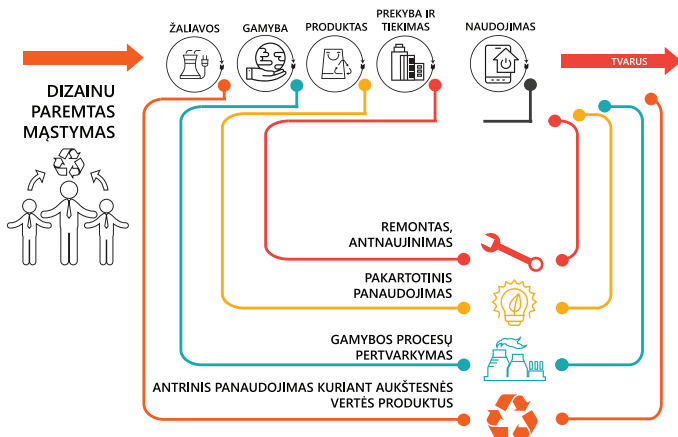 ŽALIAVOS
GAMYBA
PRODUKTAS
PREKYBA IR
TIEKIMAS
NAUDOJIMAS
TVARUS
DIZAINU
PAREMTAS
MĄSTYMAS
REMONTAS,
ANTNAUJINIMAS
PAKARTOTINIS
PANAUDOJIMAS
GAMYBOS PROCESŲ
PERTVARKYMAS
ANTRINIS PANAUDOJIMAS KURIANT AUKŠTESNĖS
VERTĖS PRODUKTUS